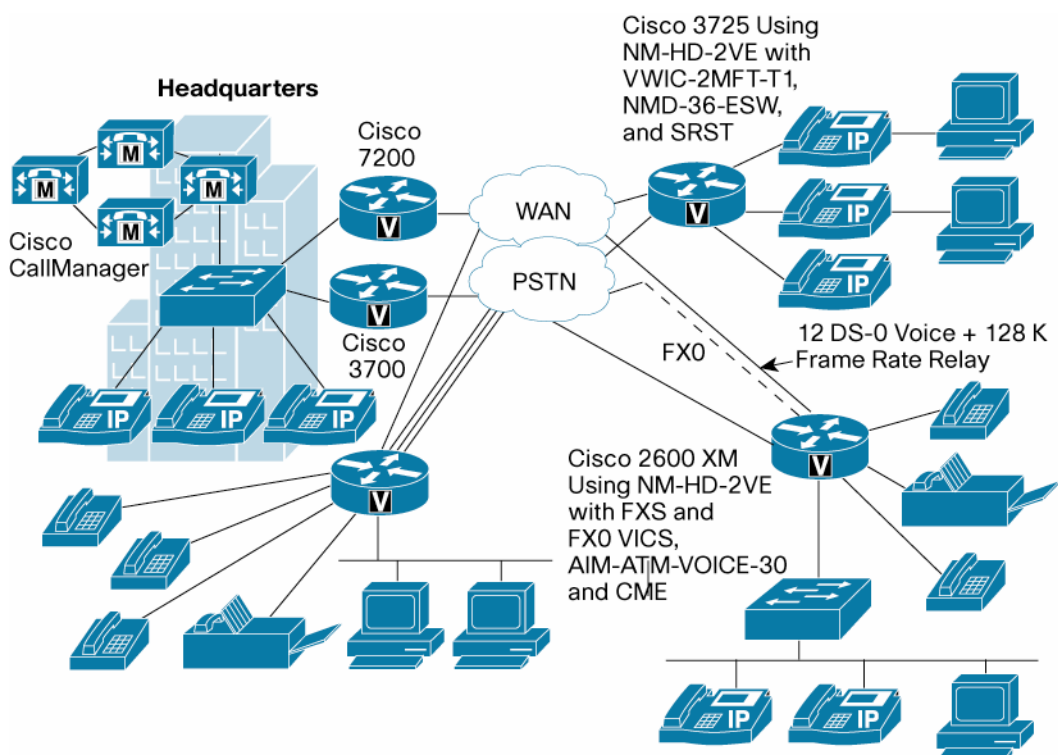 Headquarters
M
M
M
M
Cisco
CallManager
Cisco
7200
V
Cisco
3700
V
IP
IP
IP
WAN
PSTN
Cisco 3725 Using
NM-HD-2VE with
VWIC-2MFT-T1,
NMD-36-ESW,
and SRST
V
IP
IP
IP
FX0
12 DS-0 Voice + 128 K
Frame Rate Relay
V
Cisco 2600 XM
Using NM-HD-2VE
with FXS and
FX0 VICS,
AIM-ATM-VOICE-30
and CME
V
IP
IP